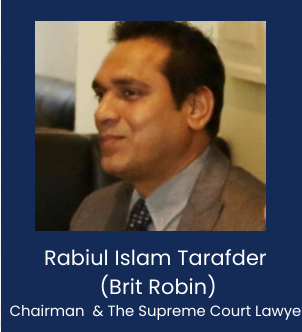 Rabiul Islam Tarafder
(Brit Robin)
Chairman & The Supreme Court Lawye